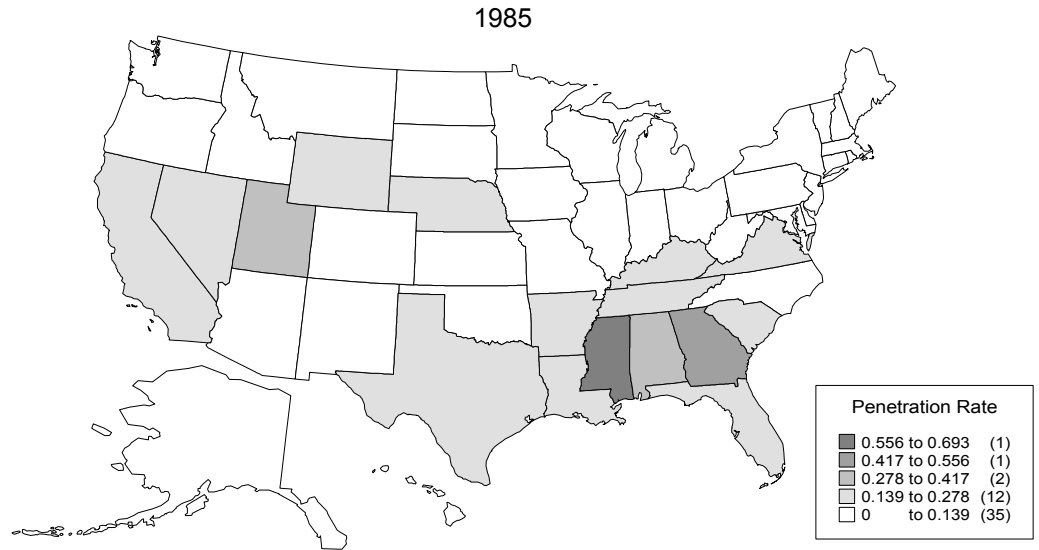 1985
Penetration Rate
0.556 to 0.693 (1)
0.417 to 0.556 (1)
0.278 to 0.417 (2)
0.139 to 0.278 (12)
0 to 0.139 (35)